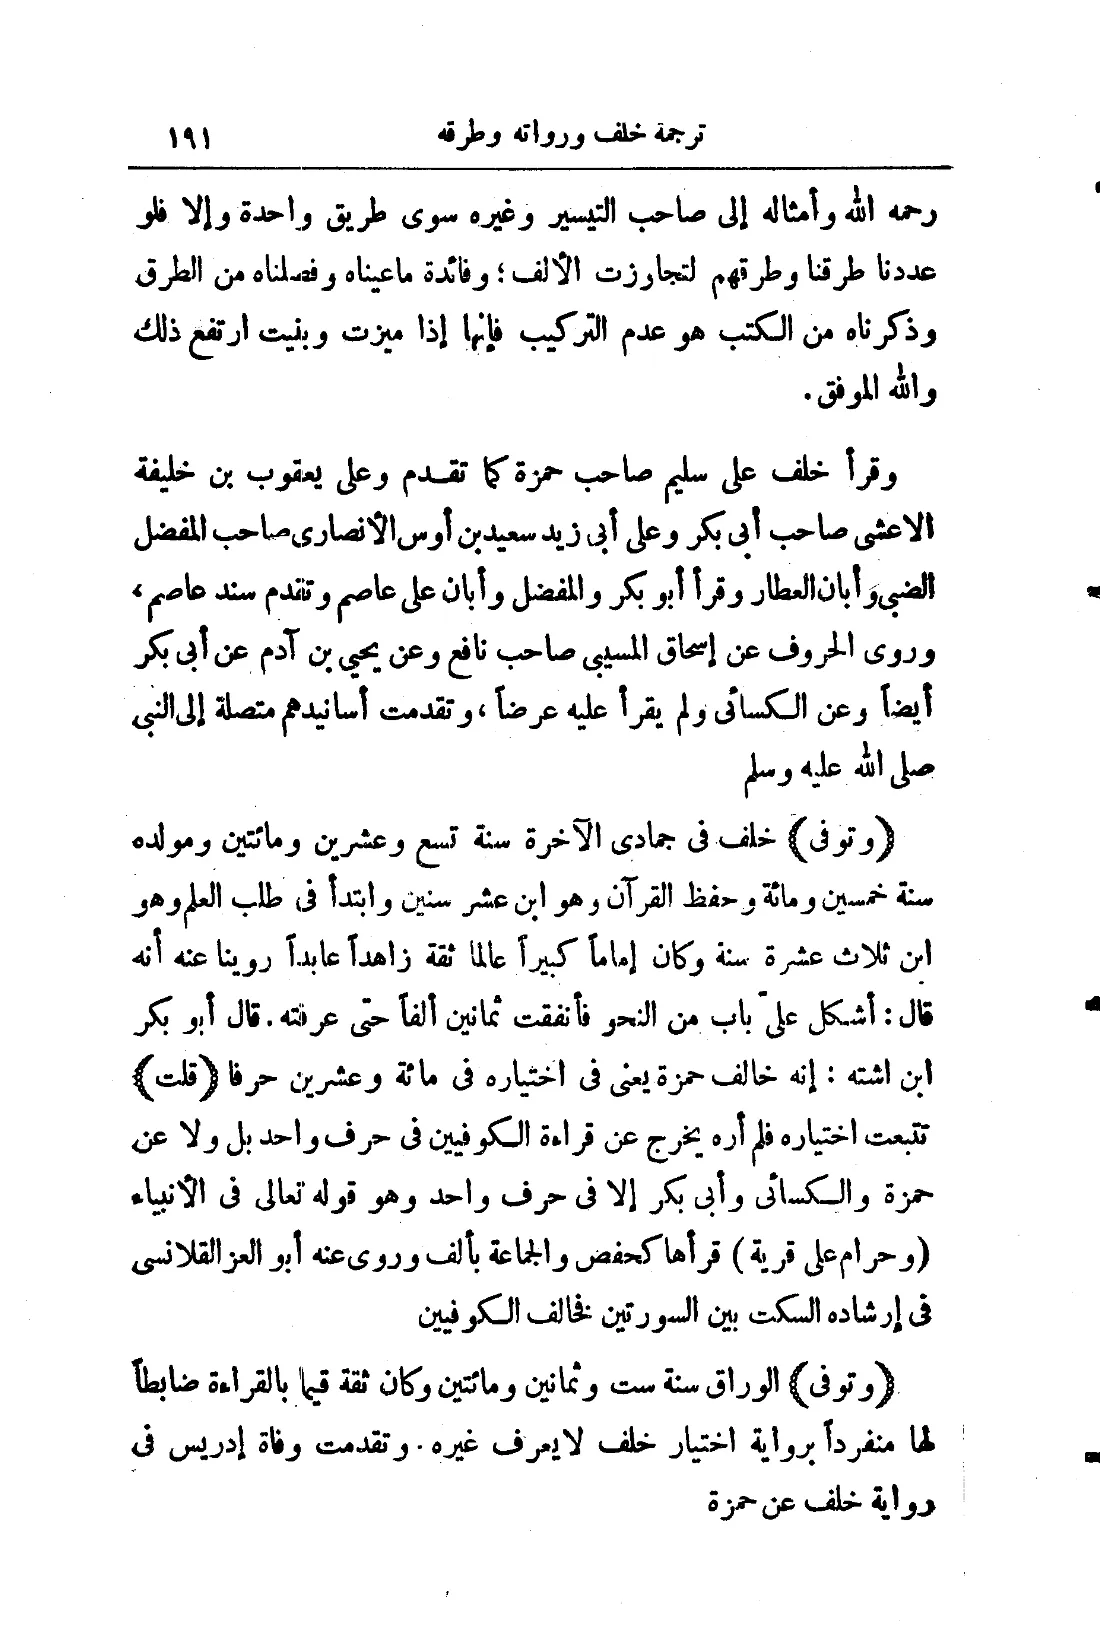 ترجمة خلف ورواته وطرقه ١٩١
رحمه الله وأمثاله إلى صاحب التيسير وغيره سوى طريق واحدة وإلا فلو
عددنا طرقنا وطرقهم لتجاوزت الألف؛ وفائدة ماعيناه وفصلناه من الطرق
وذكرناه من الكتب هو عدم التركيب فإنها إذا ميزت وبنيت ارتفع ذلك
والله الموفق.
وقرأ خلف على سليم صاحب حمزة كما تقدم وعلى يعقوب بن خليفة
الاعشى صاحب أبى بكر وعلى أبى زيد سعيد بن أوس الأنصارى صاحب المفضل
الضبى وأبان العطار وقرأ أبو بكر والمفضل وأبان على عاصم وتقدم سند عاصم،
وروى الحروف عن إسحاق المسيبى صاحب نافع وعن يحيى بن آدم عن أبى بكر
أيضاً وعن الكسائى ولم يقرأ عليه عرضاً، وتقدمت أسانيدهم متصلة إلى النبى
صلى الله عليه وسلم
(وتوفى) خلف فى جمادى الآخرة سنة تسع وعشرين ومائتين ومولده
سنة خمسين ومائة وحفظ القرآن وهو ابن عشر سنين وابتدأ فى طلب العلم وهو
ابن ثلاث عشرة سنة وكان إماماً كبيراً عالما ثقة زاهداً عابداً روينا عنه أنه
قال: أشكل علىّ باب من النحو فأنفقت ثمانين ألفاً حتى عرفته. قال أبو بكر
ابن اشته : إنه خالف حمزة يعنى فى اختياره فى مائة وعشرين حرفا (قلت)
تتبعت اختياره فلم أره يخرج عن قراءة الكوفيين فى حرف واحد بل ولا عن
حمزة والكسائى وأبى بكر إلا فى حرف واحد وهو قوله تعالى فى الأنبياء
(وحرام على قرية) قرأها كحفص والجماعة بألف وروى عنه أبو العز القلانسى
فى إرشاده السكت بين السورتين فخالف الكوفيين
(وتوفى) الوراق سنة ست وثمانين ومائتين وكان ثقة قيما بالقراءة ضابطاً
لها منفرداً برواية اختيار خلف لايعرف غيره. وتقدمت وفاة إدريس فى
رواية خلف عن حمزة